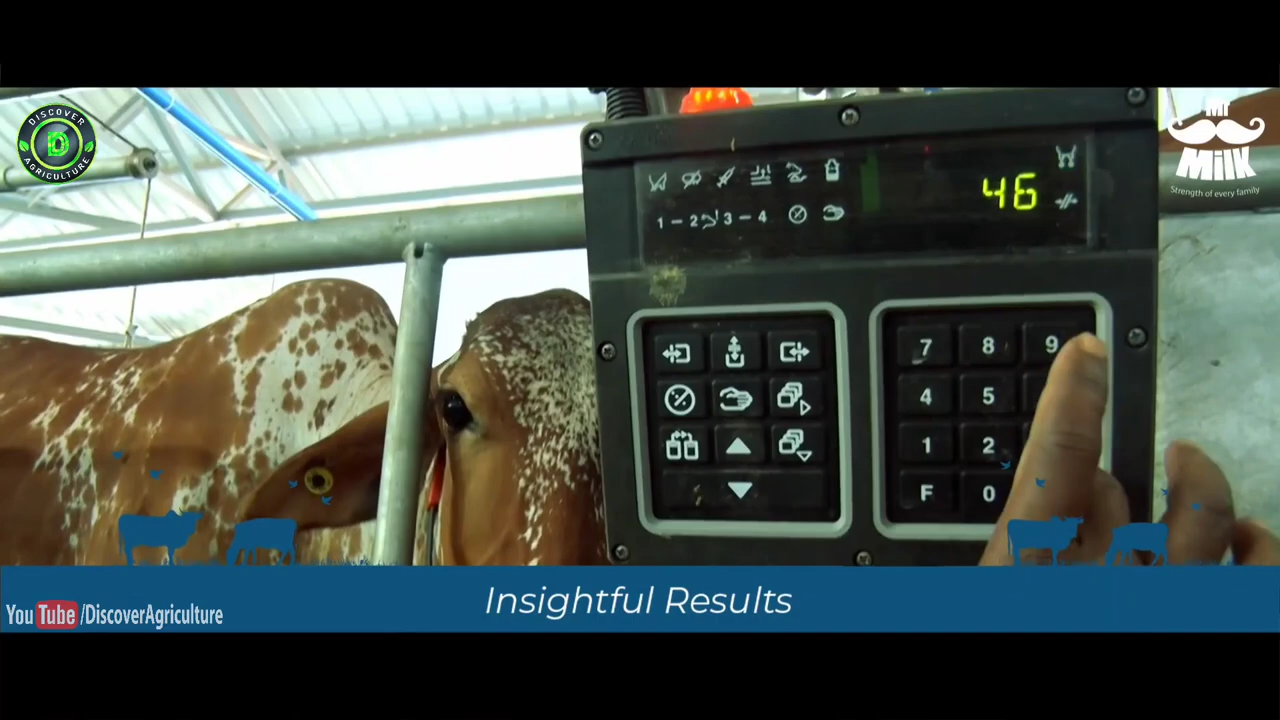 DISCOVER
D
AGRICULTURE
Mr
MilK
Strength of every family
46
1 - 2 3 - 4
7 8 9
4 5
1 2
F 0
Insightful Results
You Tube /DiscoverAgriculture